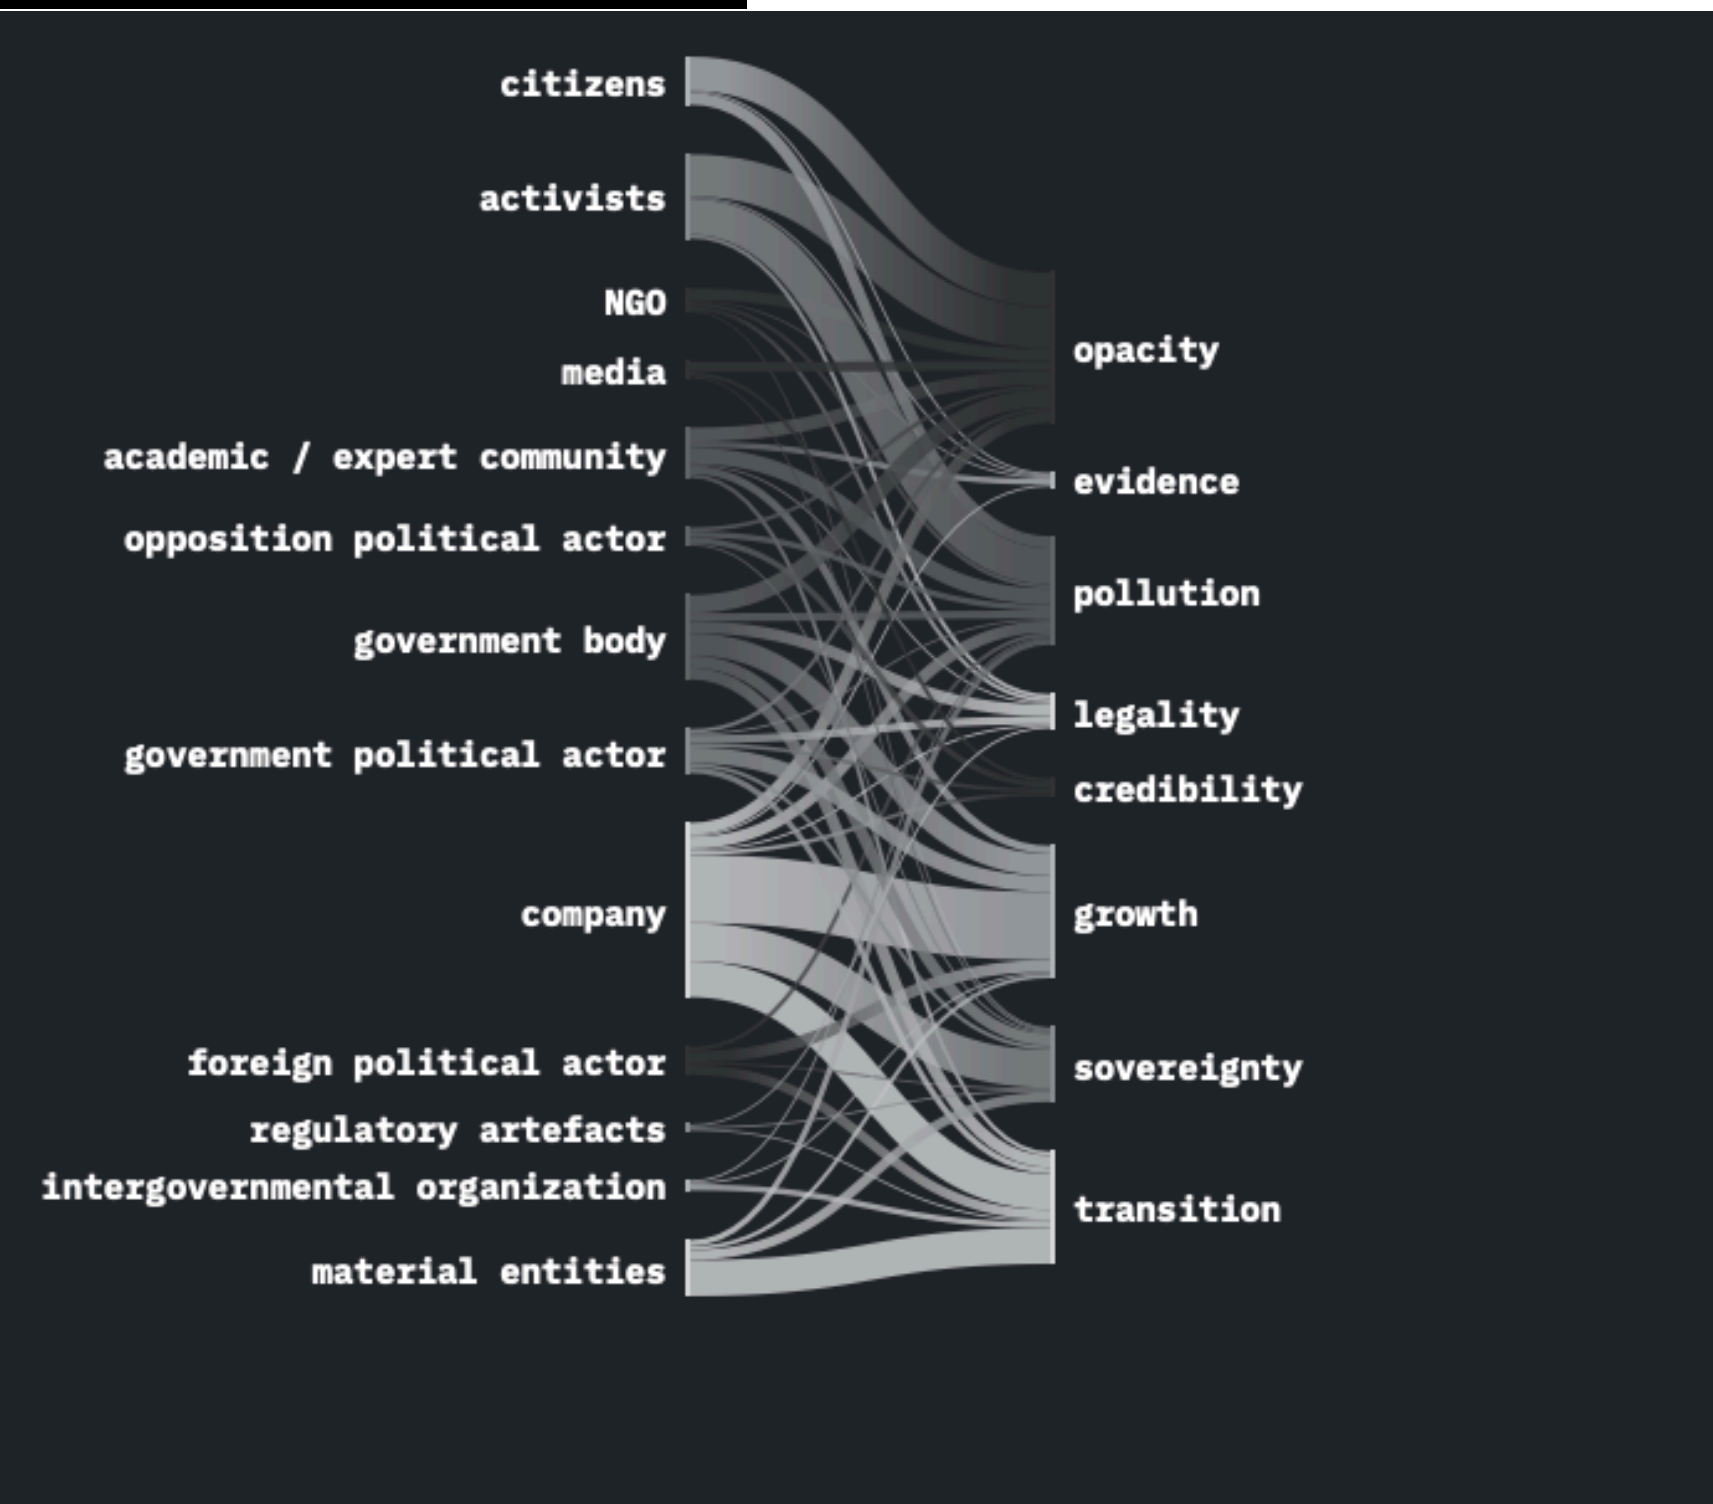 citizens
activists
NGO
media
academic / expert community
opposition political actor
government body
government political actor
company
foreign political actor
regulatory artefacts
intergovernmental organization
material entities
opacity
evidence
pollution
legality
credibility
growth
sovereignty
transition